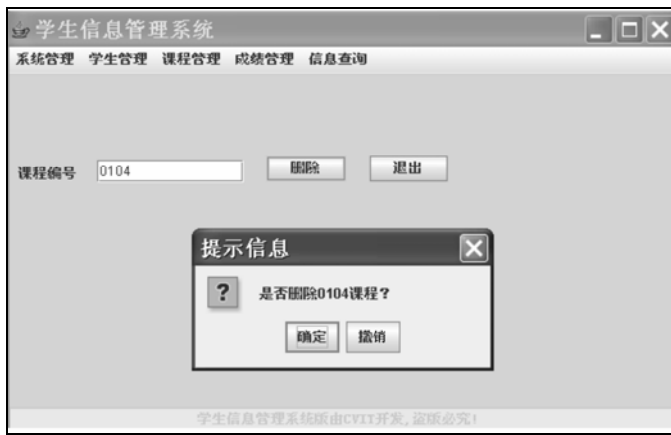 学生信息管理系统
系统管理 学生管理 课程管理 成绩管理 信息查询
课程编号 0104 删除 退出
提示信息
是否删除0104课程？
确定 撤销
学生信息管理系统版由CVIT开发,盗版必究!